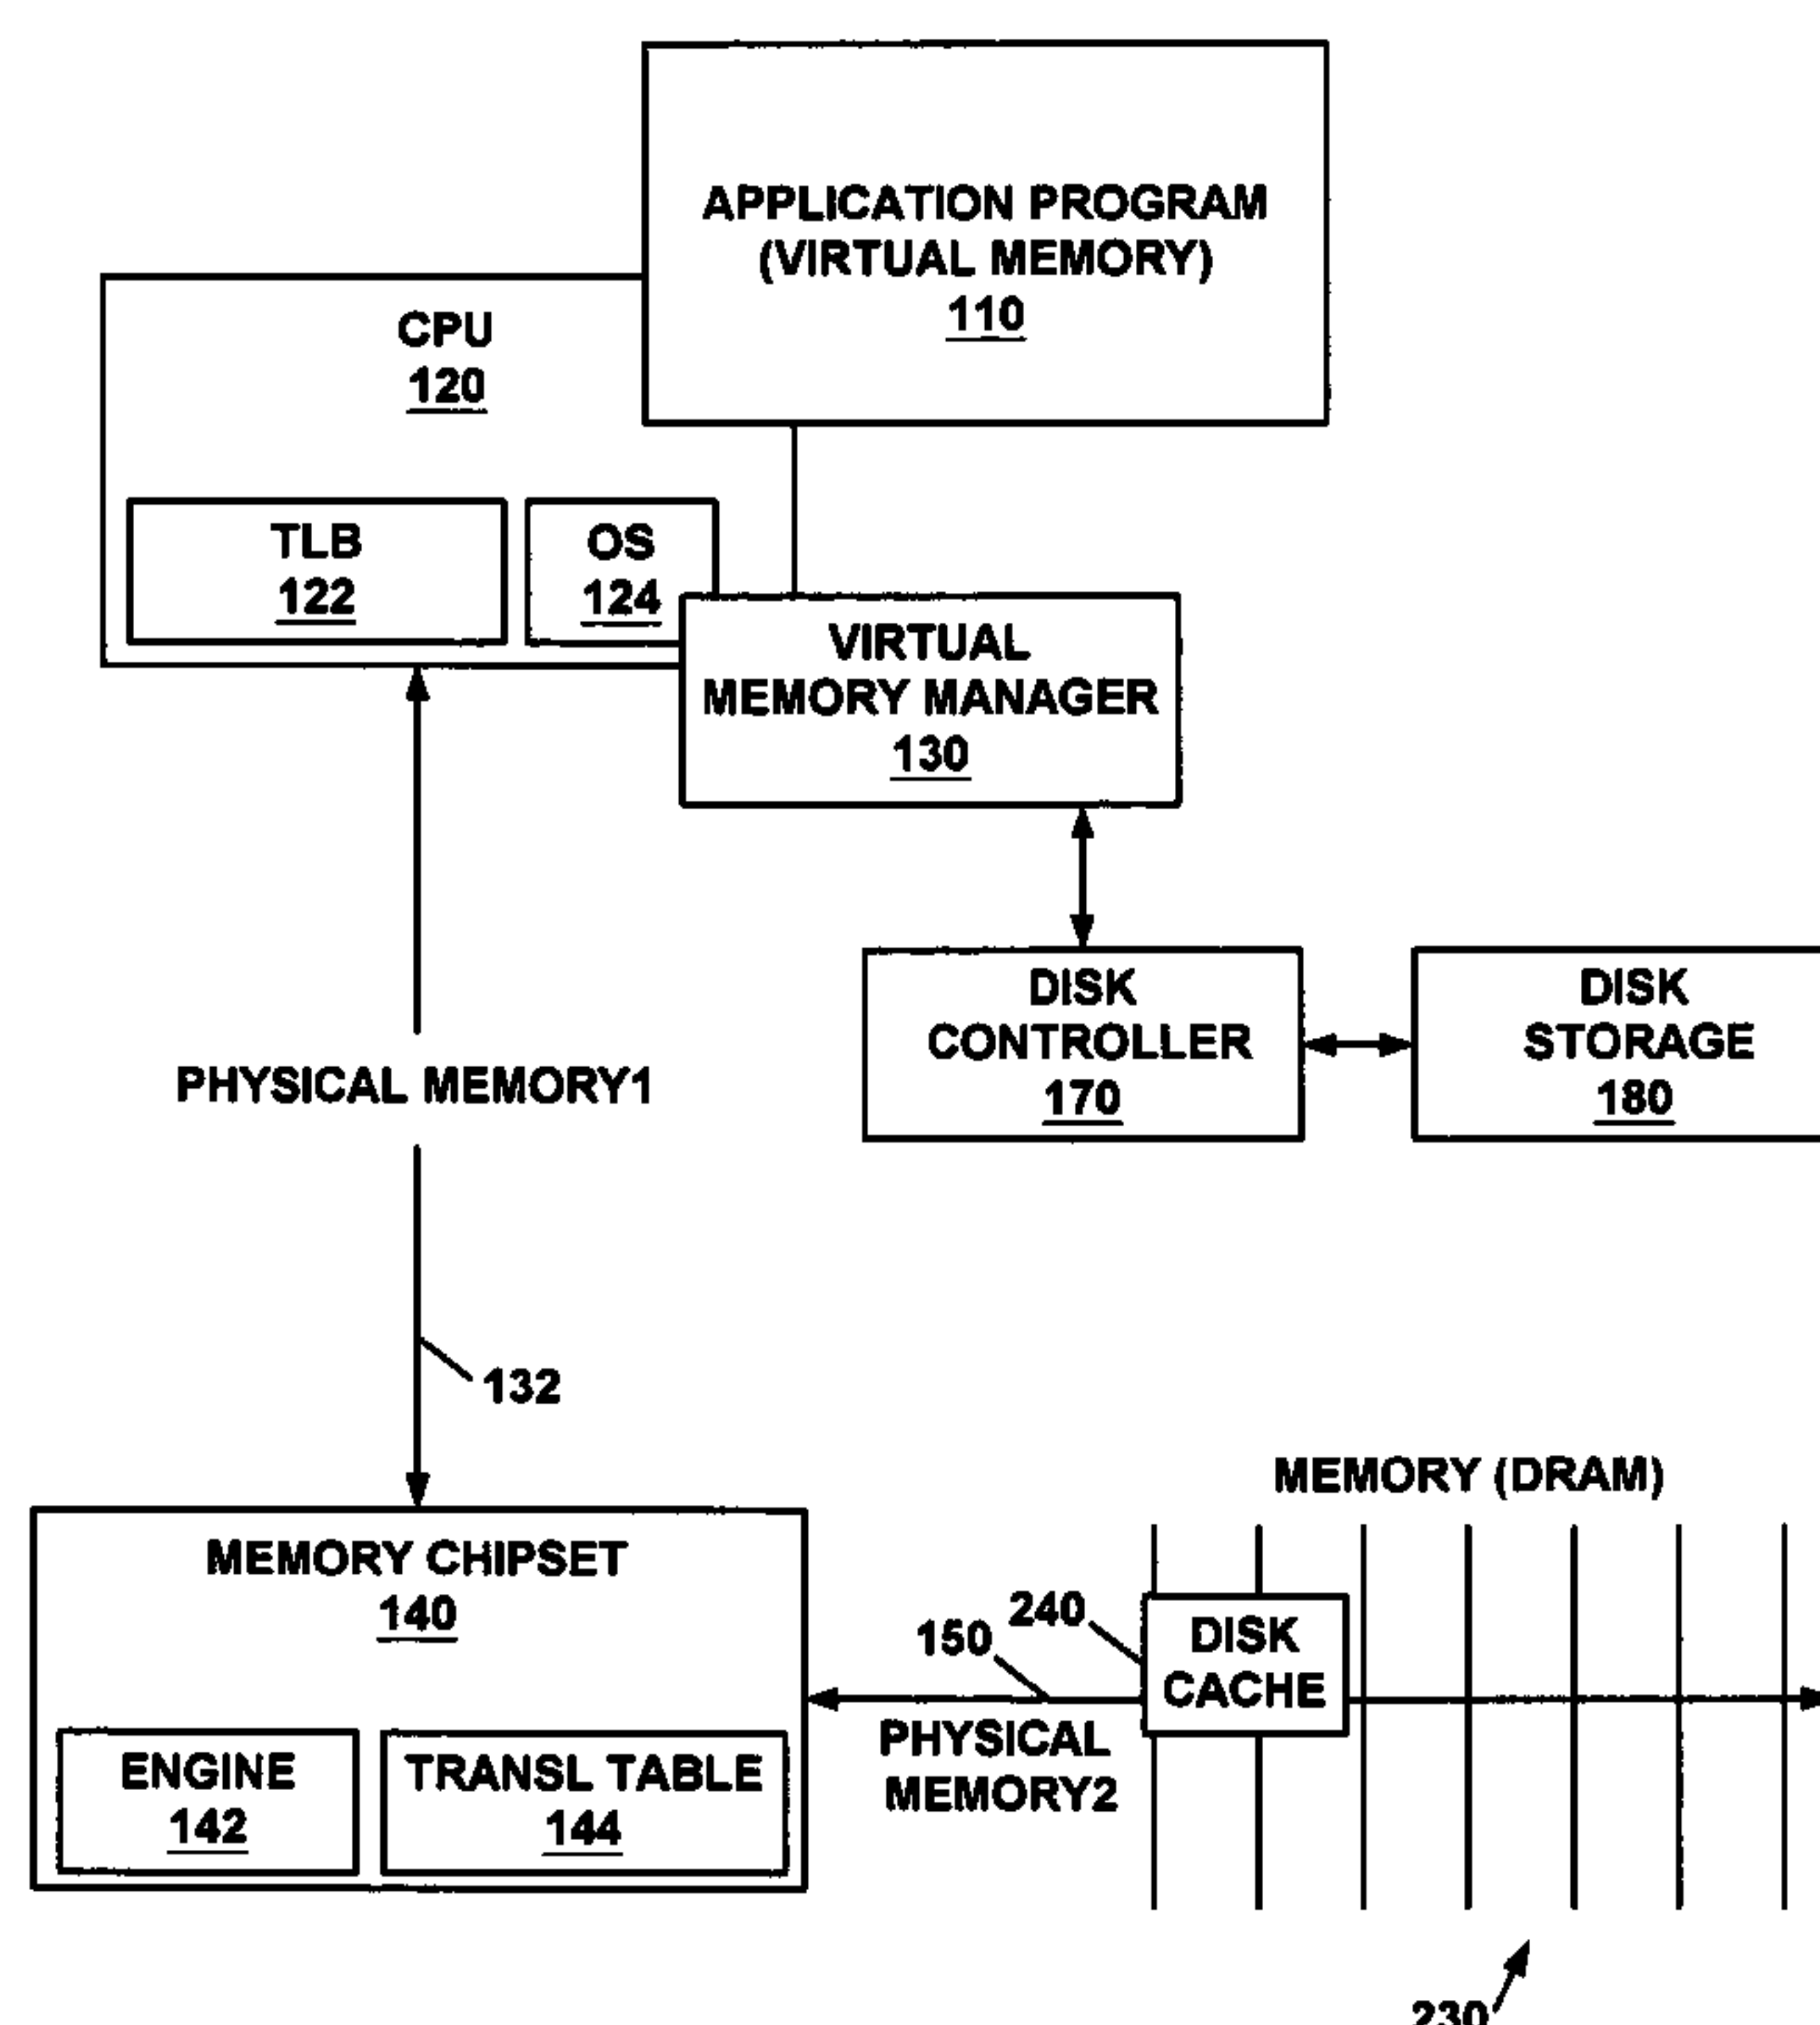 APPLICATION PROGRAM
(VIRTUAL MEMORY)
110
CPU
120
TLB
122
OS
124
VIRTUAL
MEMORY MANAGER
130
DISK
CONTROLLER
170
DISK
STORAGE
180
PHYSICAL MEMORY1
132
MEMORY (DRAM)
MEMORY CHIPSET
140
240
150
DISK
CACHE
PHYSICAL
MEMORY2
ENGINE
142
TRANSL TABLE
144
230